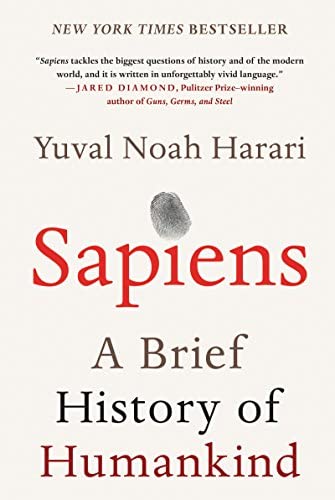 NEW YORK TIMES BESTSELLER
“Sapiens tackles the biggest questions of history and of the modern
world, and it is written in unforgettably vivid language.”
—JARED DIAMOND, Pulitzer Prize–winning
author of Guns, Germs, and Steel
Yuval Noah Harari
Sapiens
A Brief
History of
Humankind